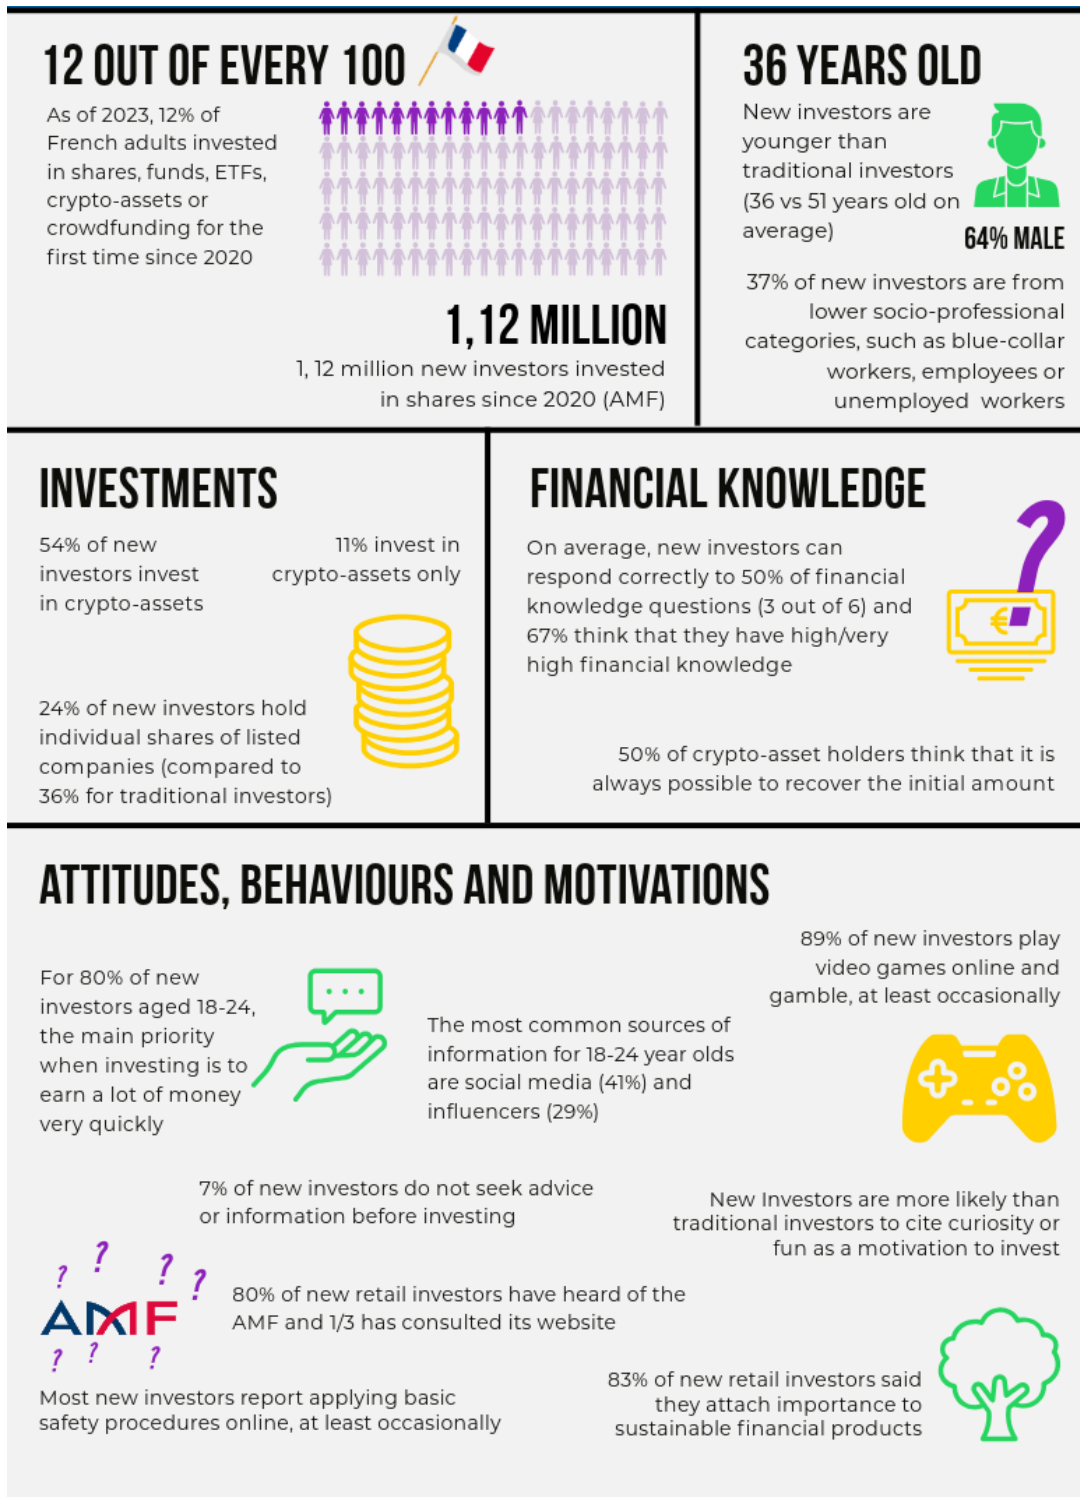 12 OUT OF EVERY 100
As of 2023, 12% of
French adults invested
in shares, funds, ETFs,
crypto-assets or
crowdfunding for the
first time since 2020
1,12 MILLION
1, 12 million new investors invested
in shares since 2020 (AMF)
36 YEARS OLD
New investors are
younger than
traditional investors
(36 vs 51 years old on
average)
64% MALE
37% of new investors are from
lower socio-professional
categories, such as blue-collar
workers, employees or
unemployed workers
INVESTMENTS
54% of new
investors invest
in crypto-assets
11% invest in
crypto-assets only
24% of new investors hold
individual shares of listed
companies (compared to
36% for traditional investors)
FINANCIAL KNOWLEDGE
On average, new investors can
respond correctly to 50% of financial
knowledge questions (3 out of 6) and
67% think that they have high/very
high financial knowledge
?
€
50% of crypto-asset holders think that it is
always possible to recover the initial amount
ATTITUDES, BEHAVIOURS AND MOTIVATIONS
For 80% of new
investors aged 18-24,
the main priority
when investing is to
earn a lot of money
very quickly
The most common sources of
information for 18-24 year olds
are social media (41%) and
influencers (29%)
89% of new investors play
video games online and
gamble, at least occasionally
7% of new investors do not seek advice
or information before investing
New Investors are more likely than
traditional investors to cite curiosity or
fun as a motivation to invest
? ? ? ?
AMF
? ? ?
80% of new retail investors have heard of the
AMF and 1/3 has consulted its website
Most new investors report applying basic
safety procedures online, at least occasionally
83% of new retail investors said
they attach importance to
sustainable financial products